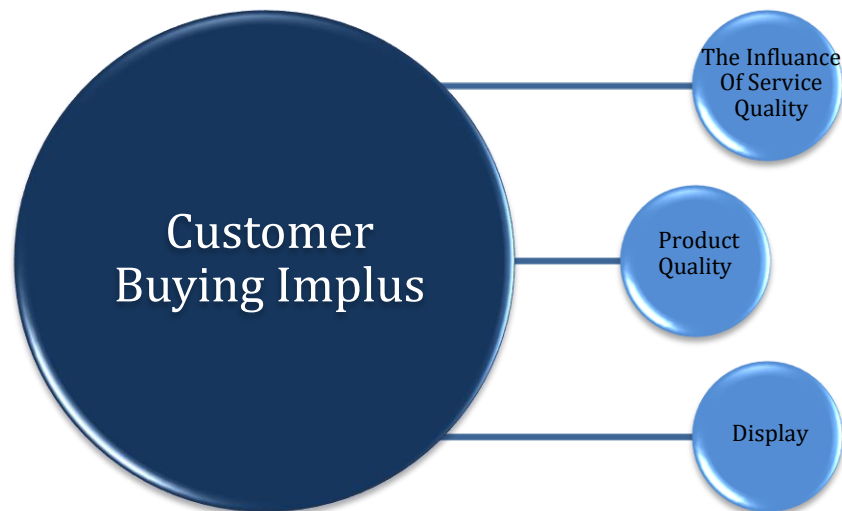 Customer
Buying Implus
The Influance
Of Service
Quality
Product
Quality
Display